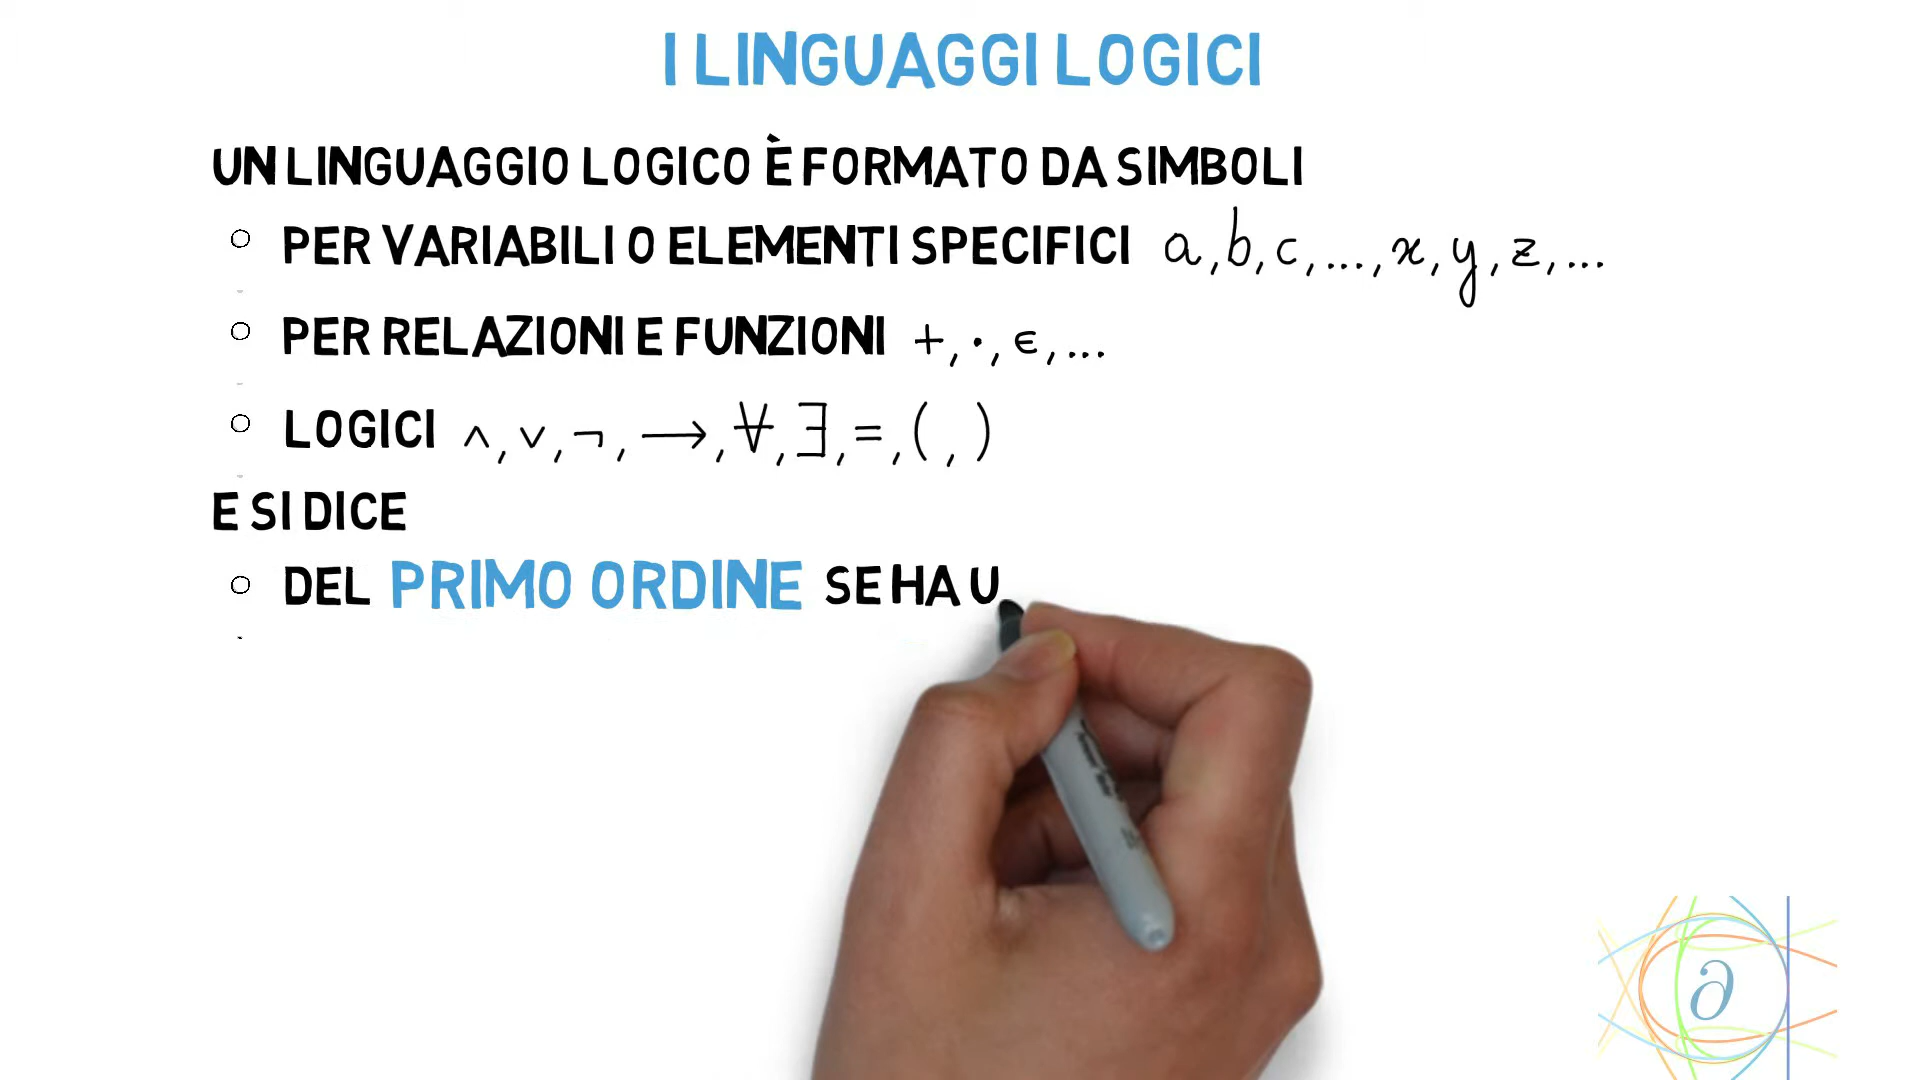 I LINGUAGGI LOGICI
UN LINGUAGGIO LOGICO È FORMATO DA SIMBOLI
PER VARIABILI O ELEMENTI SPECIFICI a, b, c, ..., x, y, z, ...
PER RELAZIONI E FUNZIONI +, ·, ∈, ...
LOGICI ∧, ∨, ¬, ⟶, ∀, ∃, =, ( , )
E SI DICE
DEL PRIMO ORDINE SE HA U
∂